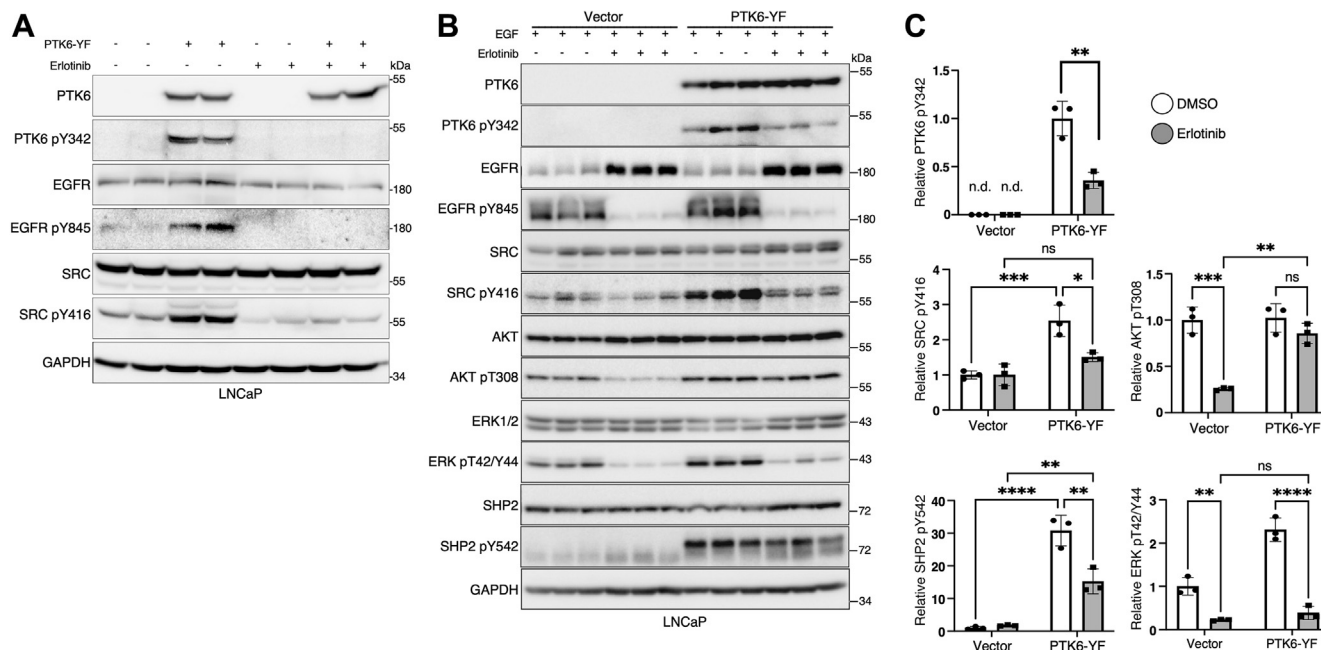 A
PTK6-YF - - + + - - + +
Erlotinib - - - - + + + + kDa
PTK6 -55
PTK6 pY342 -55
EGFR -180
EGFR pY845 -180
SRC -55
SRC pY416 -55
GAPDH -34
LNCaP
B
Vector PTK6-YF
EGF + + + + + + + + + + + +
Erlotinib - - - + + + - - - + + + kDa
PTK6 -55
PTK6 pY342 -55
EGFR -180
EGFR pY845 -180
SRC -55
SRC pY416 -55
AKT -55
AKT pT308 -55
ERK1/2 -43
ERK pT42/Y44 -43
SHP2 -72
SHP2 pY542 -72
GAPDH -34
LNCaP
C
Relative PTK6 pY342
1.5
1.0
0.5
0
n.d. n.d.
**
Vector PTK6-YF
DMSO
Erlotinib
Relative SRC pY416
4
3
2
1
0
ns
*** *
Vector PTK6-YF
Relative AKT pT308
1.5
1.0
0.5
0
**
*** ns
Vector PTK6-YF
Relative SHP2 pY542
40
30
20
10
0
**
**** **
Vector PTK6-YF
Relative ERK pT42/Y44
3
2
1
0
ns
** ****
Vector PTK6-YF